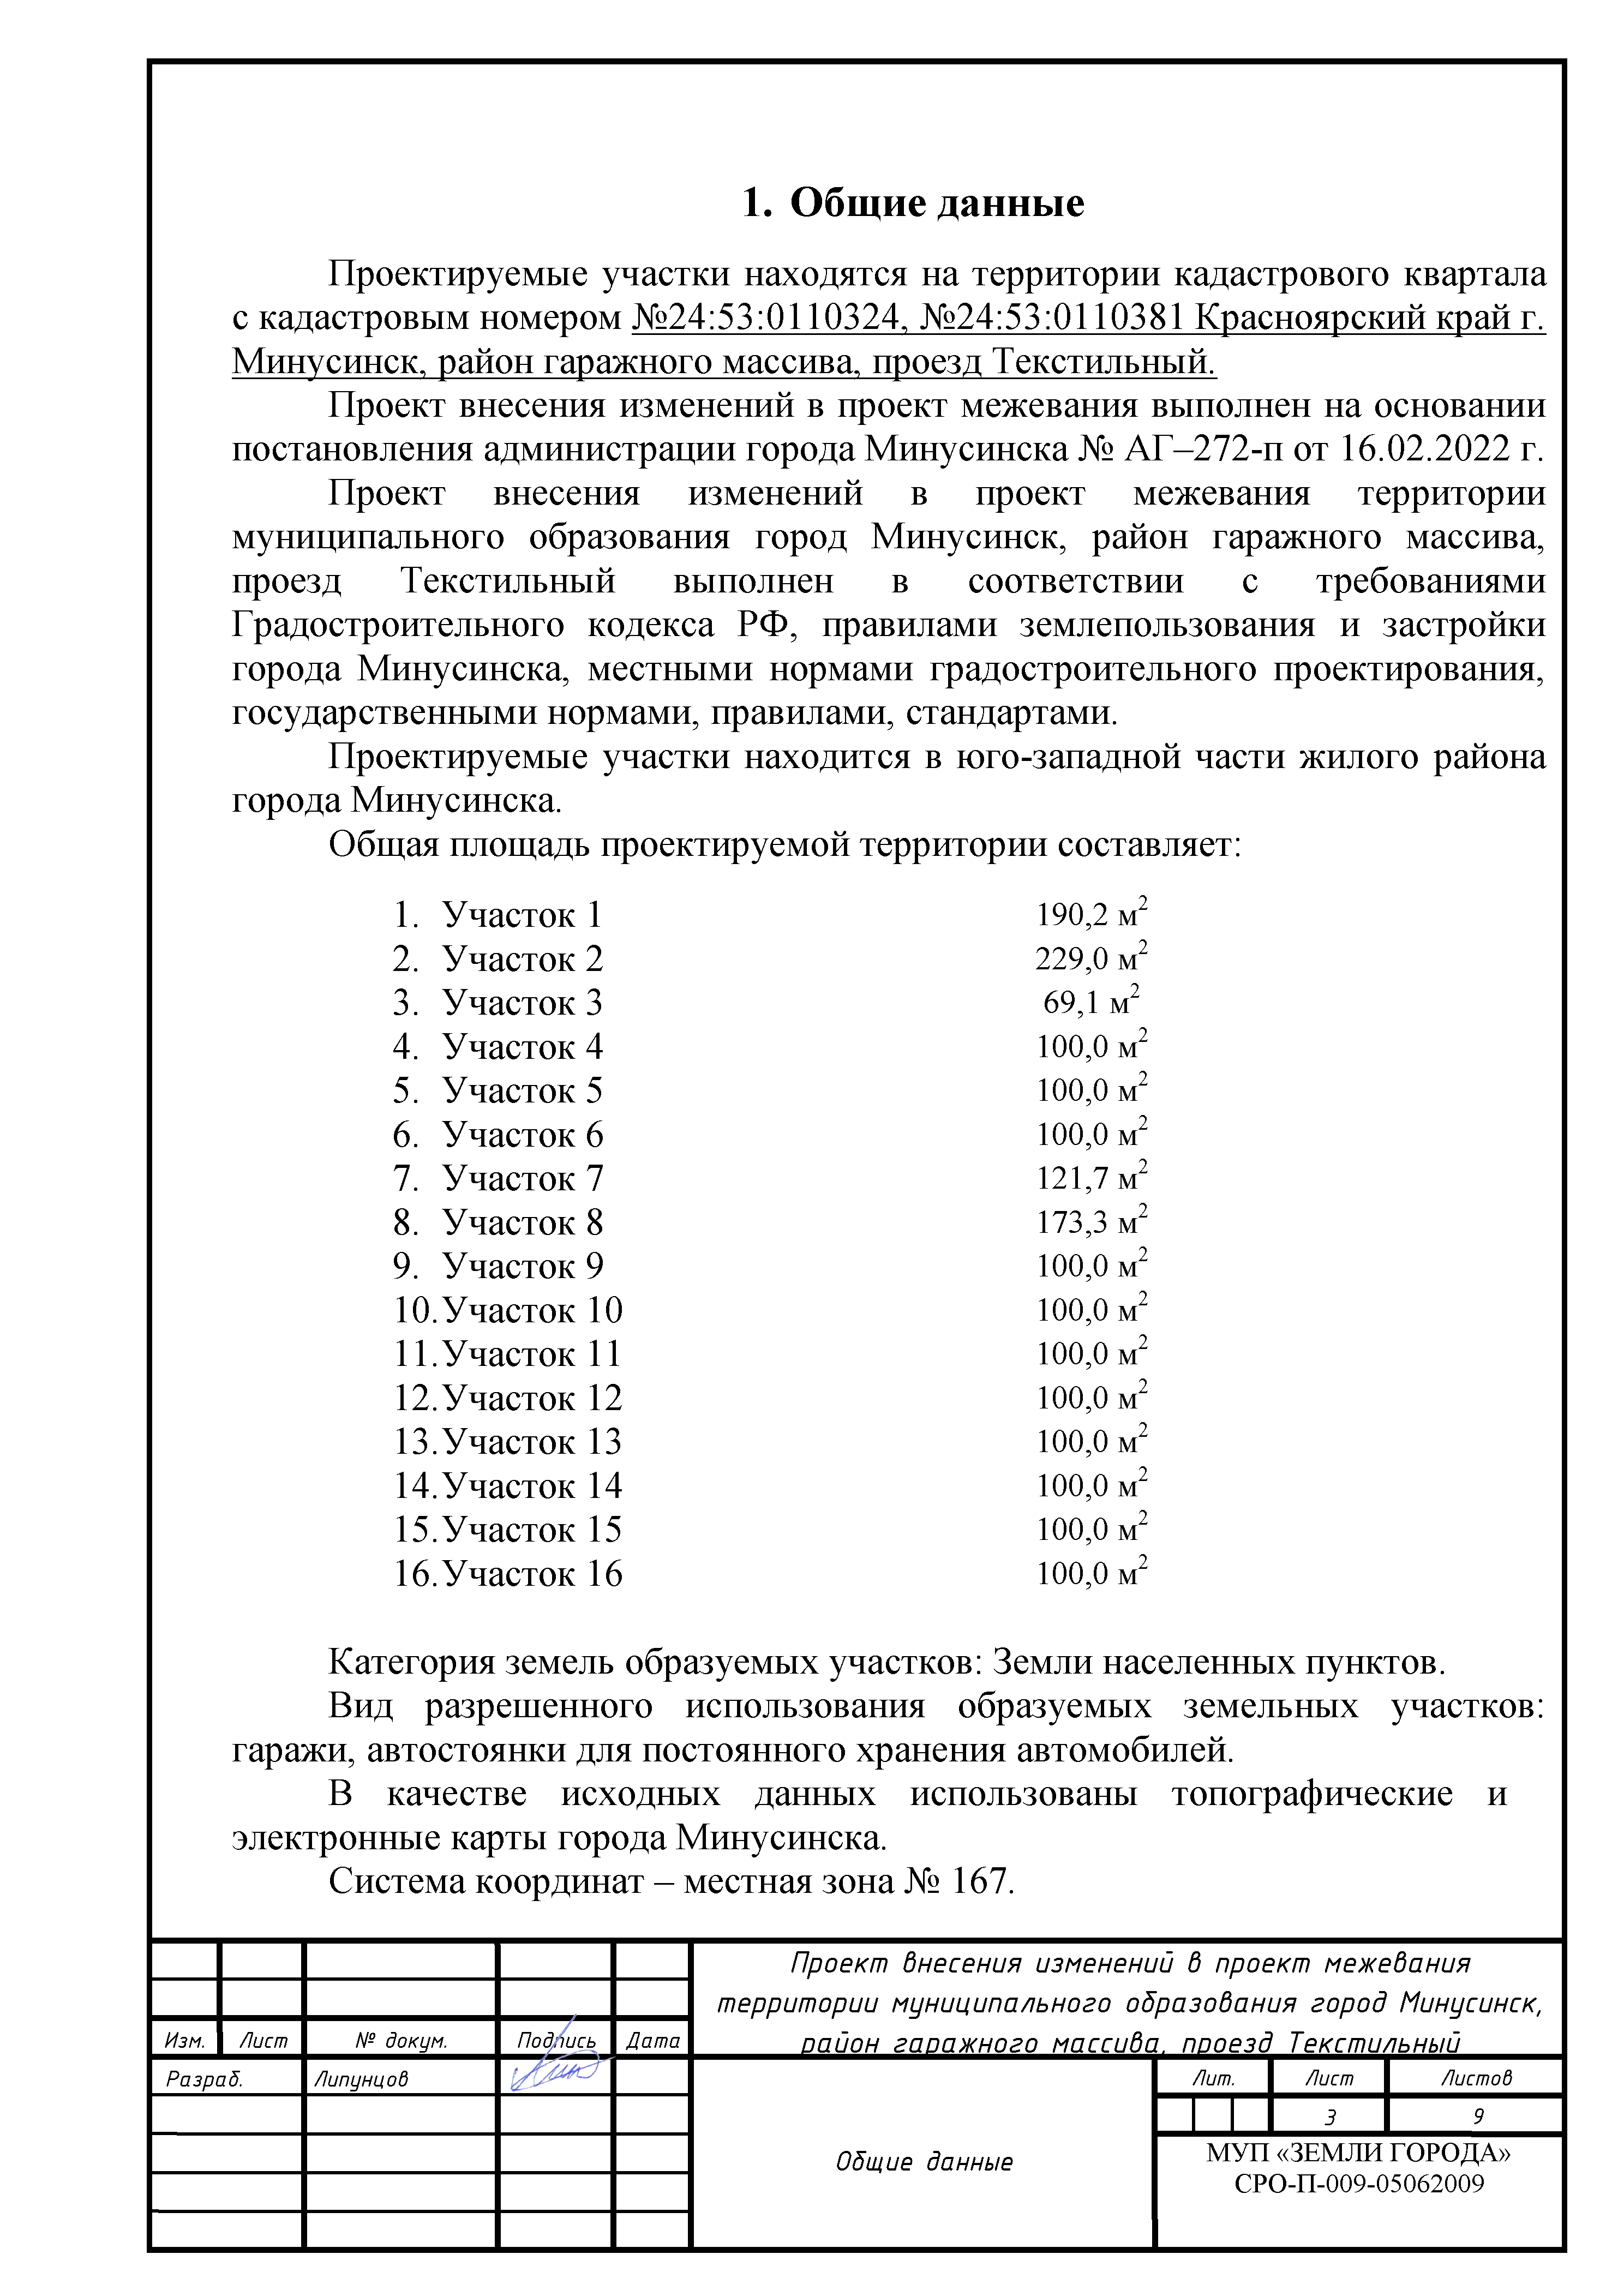 1. Общие данные
Проектируемые участки находятся на территории кадастрового квартала
с кадастровым номером №24:53:0110324, №24:53:0110381 Красноярский край г.
Минусинск, район гаражного массива, проезд Текстильный.
Проект внесения изменений в проект межевания выполнен на основании
постановления администрации города Минусинска № АГ–272-п от 16.02.2022 г.
Проект внесения изменений в проект межевания территории
муниципального образования город Минусинск, район гаражного массива,
проезд Текстильный выполнен в соответствии с требованиями
Градостроительного кодекса РФ, правилами землепользования и застройки
города Минусинска, местными нормами градостроительного проектирования,
государственными нормами, правилами, стандартами.
Проектируемые участки находится в юго-западной части жилого района
города Минусинска.
Общая площадь проектируемой территории составляет:
1. Участок 1 190,2 м²
2. Участок 2 229,0 м²
3. Участок 3 69,1 м²
4. Участок 4 100,0 м²
5. Участок 5 100,0 м²
6. Участок 6 100,0 м²
7. Участок 7 121,7 м²
8. Участок 8 173,3 м²
9. Участок 9 100,0 м²
10. Участок 10 100,0 м²
11. Участок 11 100,0 м²
12. Участок 12 100,0 м²
13. Участок 13 100,0 м²
14. Участок 14 100,0 м²
15. Участок 15 100,0 м²
16. Участок 16 100,0 м²
Категория земель образуемых участков: Земли населенных пунктов.
Вид разрешенного использования образуемых земельных участков:
гаражи, автостоянки для постоянного хранения автомобилей.
В качестве исходных данных использованы топографические и
электронные карты города Минусинска.
Система координат – местная зона № 167.
Проект внесения изменений в проект межевания
территории муниципального образования город Минусинск,
район гаражного массива, проезд Текстильный
Изм. Лист № докум. Подпись Дата
Разраб. Липунцов
Общие данные
Лит. Лист Листов
3 9
МУП «ЗЕМЛИ ГОРОДА»
СРО-П-009-05062009